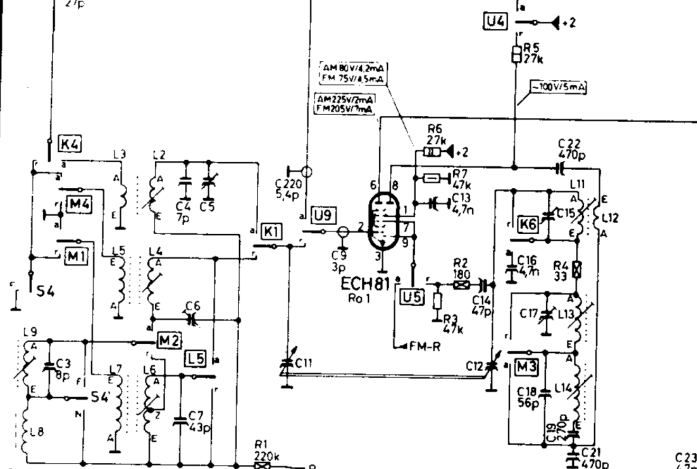 27p
a
U4
+2
r
R5
27k
AM 80V/4,2mA
FM 75V/4,5mA
~100V/5mA
AM225V/2mA
FM205V/7mA
R6
27k
+2
C22
470p
K4
L3
L2
6
8
R7
47k
L11
r
a
A
A
C220
5,4p
C4
7p
C5
U9
C13
4,7n
A
E
C15
L12
M4
E
E
r
a
K1
a
r
2
1
7
9
3
K6
E
A
M1
L5
L4
C9
3p
ECH81
Rö1
U5
R2
180
C16
4,7n
R4
33
S4
A
A
E
E
C6
a
r
C14
47p
R3
47k
C17
L13
A
E
L9
A
M2
L5
FM-R
C11
C12
M3
C3
8p
E
L7
L6
A
C18
56p
L14
F
N
S4'
E
A
Z
E
C7
43p
C19
270p
L8
R1
220k
C21
470p
C23